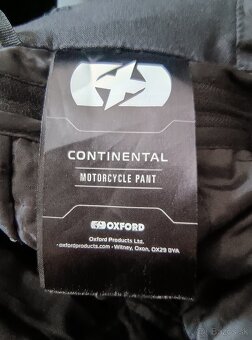 CONTINENTAL
MOTORCYCLE PANT
OXFORD
Oxford Products Ltd.
oxfordproducts.com - Witney, Oxon, OX29 0YA